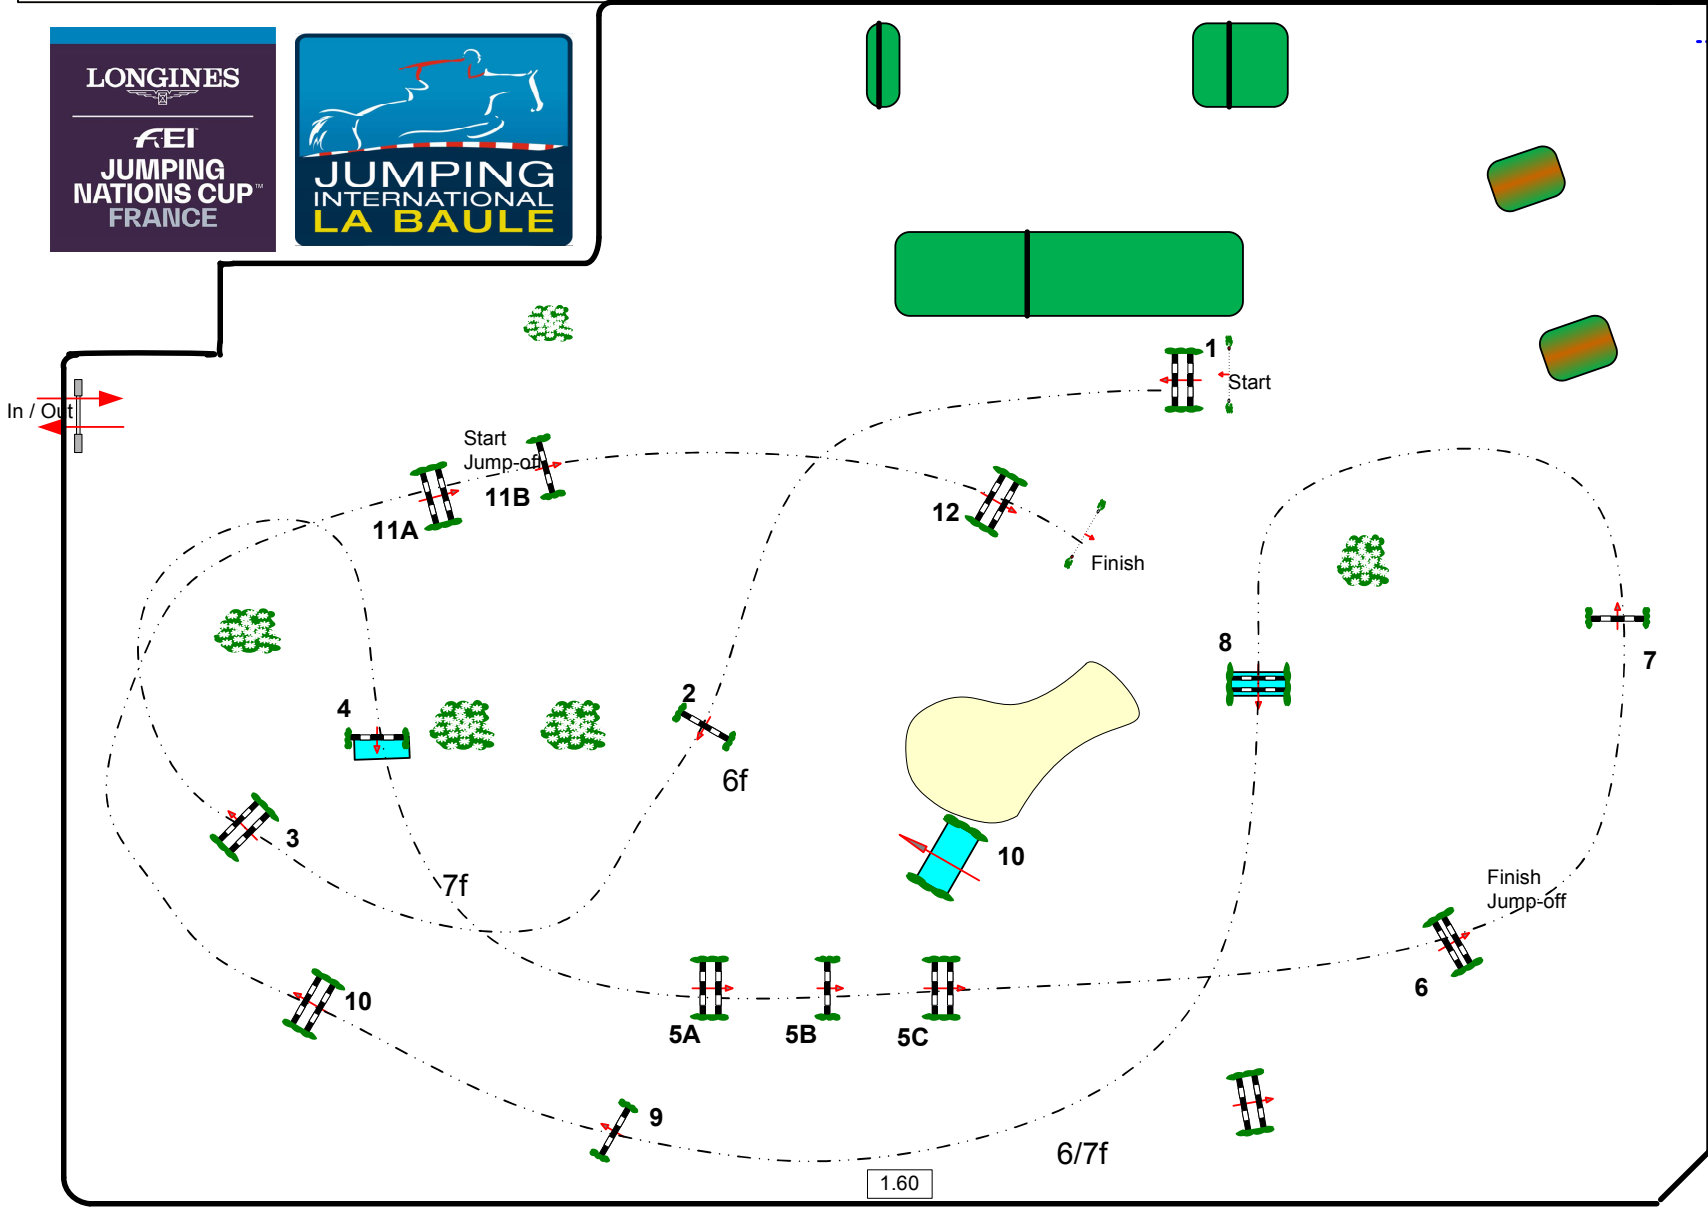 LONGINES
FEI
JUMPING
NATIONS CUP™
FRANCE
JUMPING
INTERNATIONAL
LA BAULE
1
Start
In / Out
Start
Jump-off
11B
11A
12
Finish
8
7
2
4
6f
3
10
7f
Finish
Jump-off
6
10
5A
5B
5C
9
6/7f
1.60